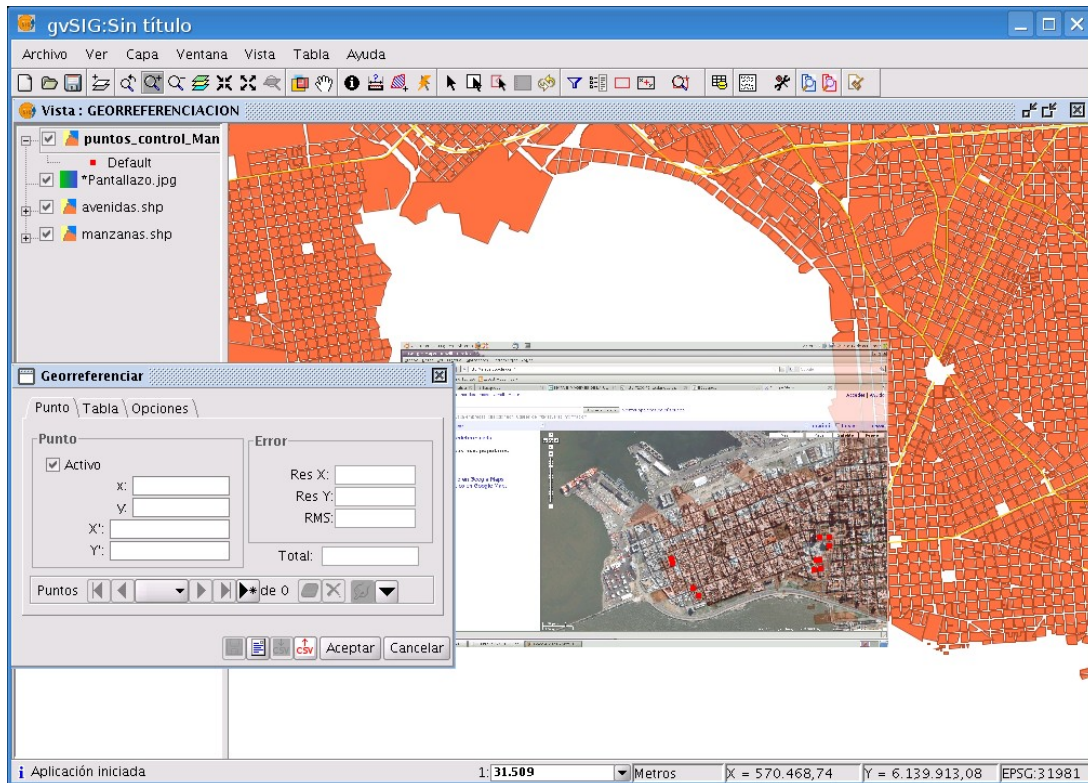 gvSIG:Sin título
Archivo Ver Capa Ventana Vista Tabla Ayuda
Vista : GEORREFERENCIACION
puntos_control_Man
Default
*Pantallazo.jpg
avenidas.shp
manzanas.shp
Georreferenciar
Punto Tabla Opciones
Punto
Activo
x:
y:
X':
Y':
Error
Res X:
Res Y:
RMS:
Total:
Puntos de 0
CSV Aceptar Cancelar
Aplicación iniciada
1: 31.509
Metros
X = 570.468,74
Y = 6.139.913,08
EPSG:31981